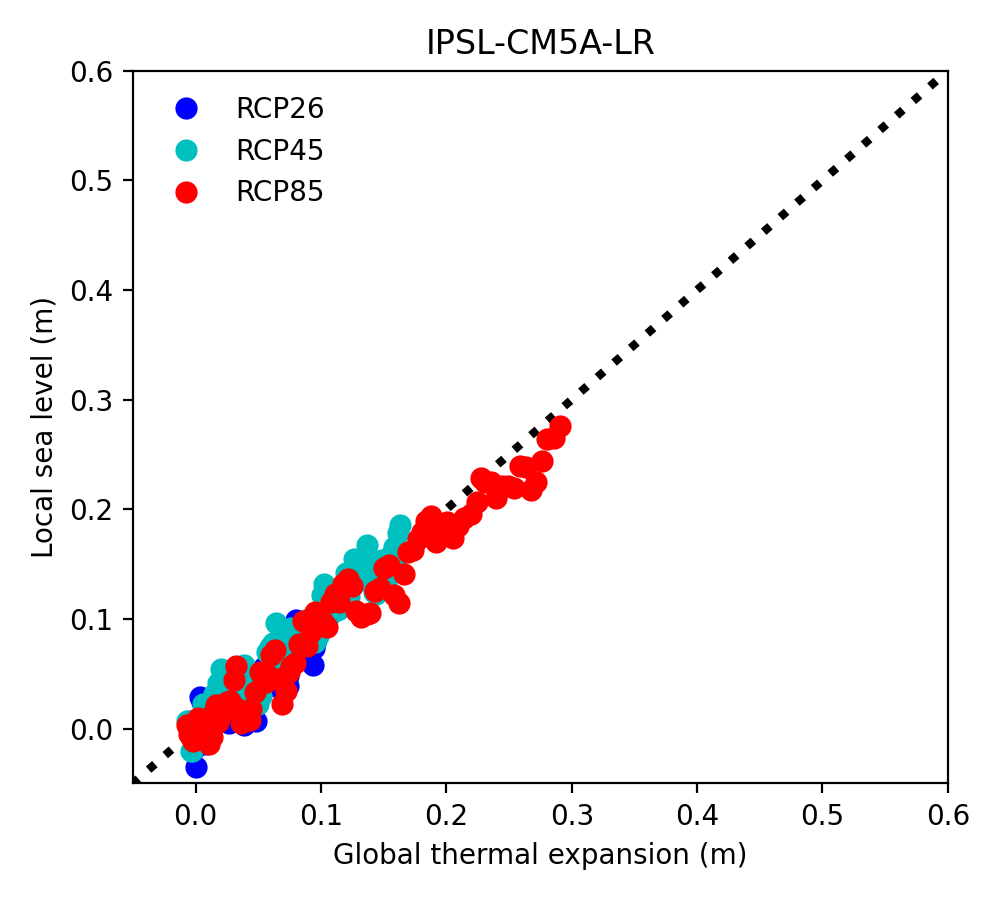 IPSL-CM5A-LR
RCP26
RCP45
RCP85
0.6
0.5
0.4
0.3
0.2
0.1
0.0
Local sea level (m)
0.0 0.1 0.2 0.3 0.4 0.5 0.6
Global thermal expansion (m)